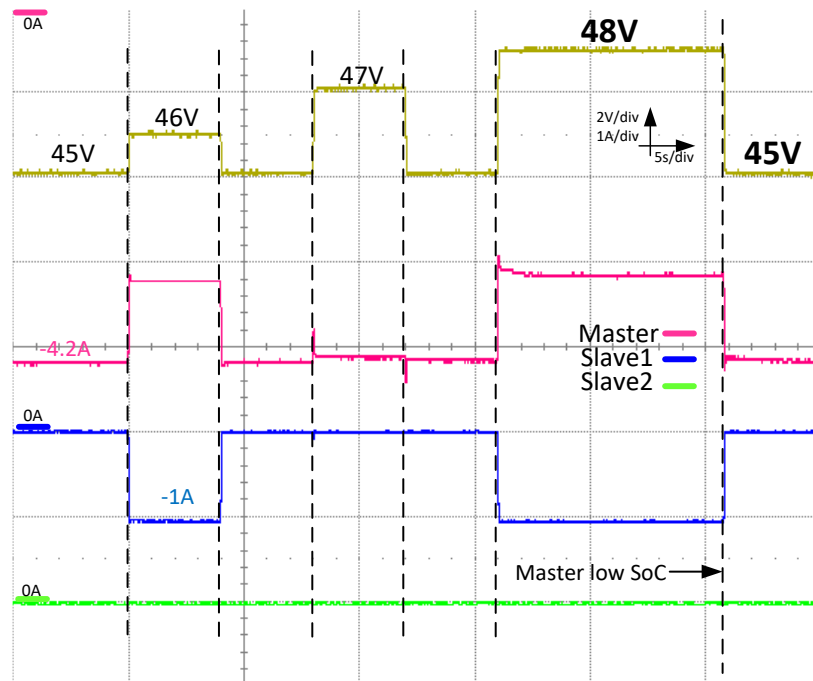 0A
48V
47V
46V
45V
2V/div
1A/div
5s/div
45V
-4.2A
Master
Slave1
Slave2
0A
-1A
Master low SoC
0A